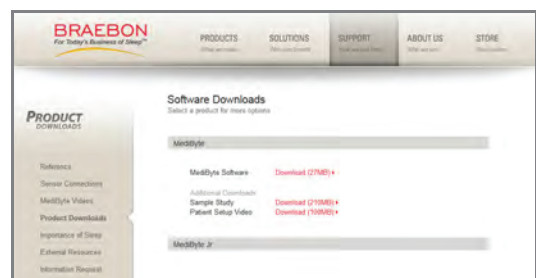 BRAEBON
For Today's Business of Sleep™
PRODUCTS SOLUTIONS SUPPORT ABOUT US STORE
PRODUCT
DOWNLOADS
Reference
Sensor Connections
MediByte Videos
Product Downloads
Importance of Sleep
External Resources
Information Request
Software Downloads
Select a product for more options
MediByte
MediByte Software Download (27MB)
Additional Downloads
Sample Study Download (219MB)
Patient Setup Video Download (108MB)
MediByte Jr